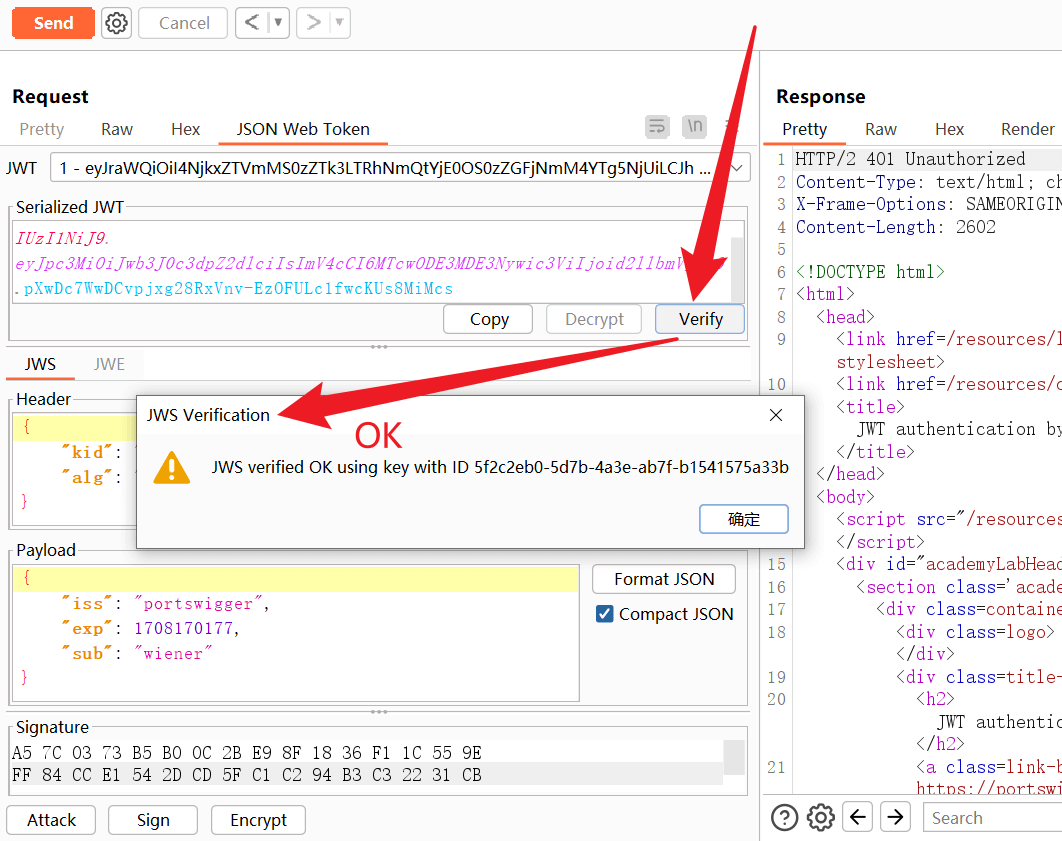 Send
Cancel
Request
Pretty Raw Hex JSON Web Token
\n
JWT 1 - eyJraWQiOiI4NjkxZTVmMS0zZTk3LTRhNmQtYjE0OS0zZGFjNmM4YTg5NjUiLCJh ...
Serialized JWT
IUzI1NiJ9.
eyJpc3MiOiJwb3J0c3dpZ2dlciIsImV4cCI6MTcwODE3MDE3Nywic3ViIjoid2llbmV
.pXwDc7WwDCvpjxg28RxVnv-EzOFULc1fwcKUs8MiMcs
Copy Decrypt Verify
JWS JWE
Header
{
"kid":
"alg":
}
JWS Verification
OK
JWS verified OK using key with ID 5f2c2eb0-5d7b-4a3e-ab7f-b1541575a33b
确定
Payload
{
"iss": "portswigger",
"exp": 1708170177,
"sub": "wiener"
}
Format JSON
Compact JSON
Signature
A5 7C 03 73 B5 B0 0C 2B E9 8F 18 36 F1 1C 55 9E
FF 84 CC E1 54 2D CD 5F C1 C2 94 B3 C3 22 31 CB
Attack Sign Encrypt
Response
Pretty Raw Hex Render
1 HTTP/2 401 Unauthorized
2 Content-Type: text/html; ch
3 X-Frame-Options: SAMEORIGIN
4 Content-Length: 2602
5
6 <!DOCTYPE html>
7 <html>
8 <head>
9 <link href=/resources/l
stylesheet>
10 <link href=/resources/c
<title>
JWT authentication by
</title>
</head>
<body>
<script src="/resources
</script>
15 <div id="academyLabHead
16 <section class='acade
17 <div class=containe
18 <div class=logo>
</div>
19 <div class=title-
20 <h2>
JWT authentic
</h2>
21 <a class=link-b
https://portswi
Search